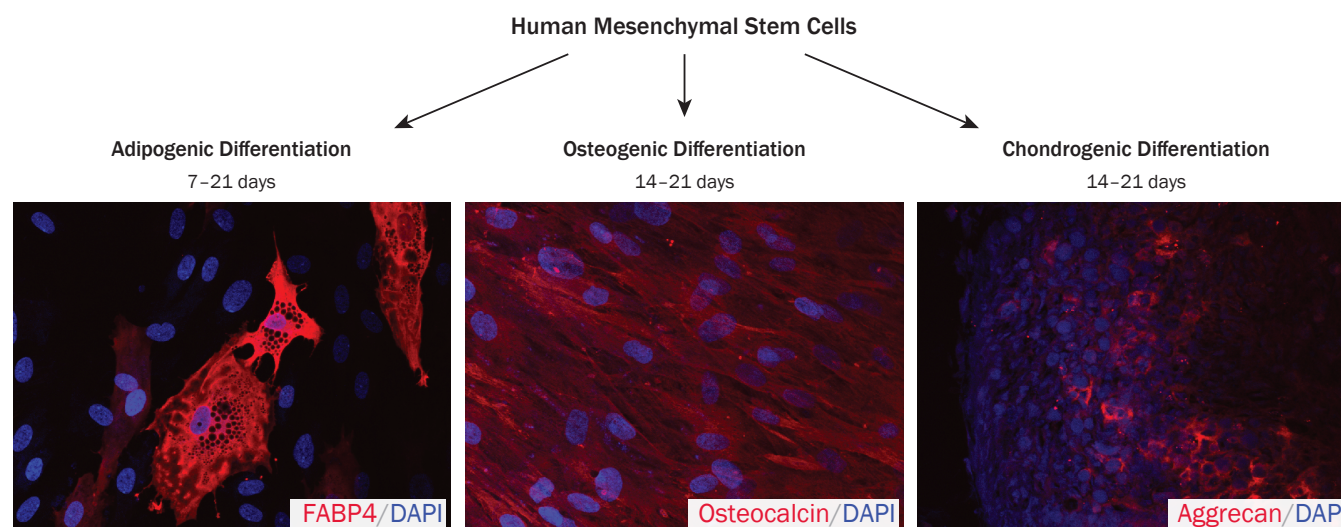 Human Mesenchymal Stem Cells
Adipogenic Differentiation
7–21 days
Osteogenic Differentiation
14–21 days
Chondrogenic Differentiation
14–21 days
FABP4/DAPI
Osteocalcin/DAPI
Aggrecan/DAP